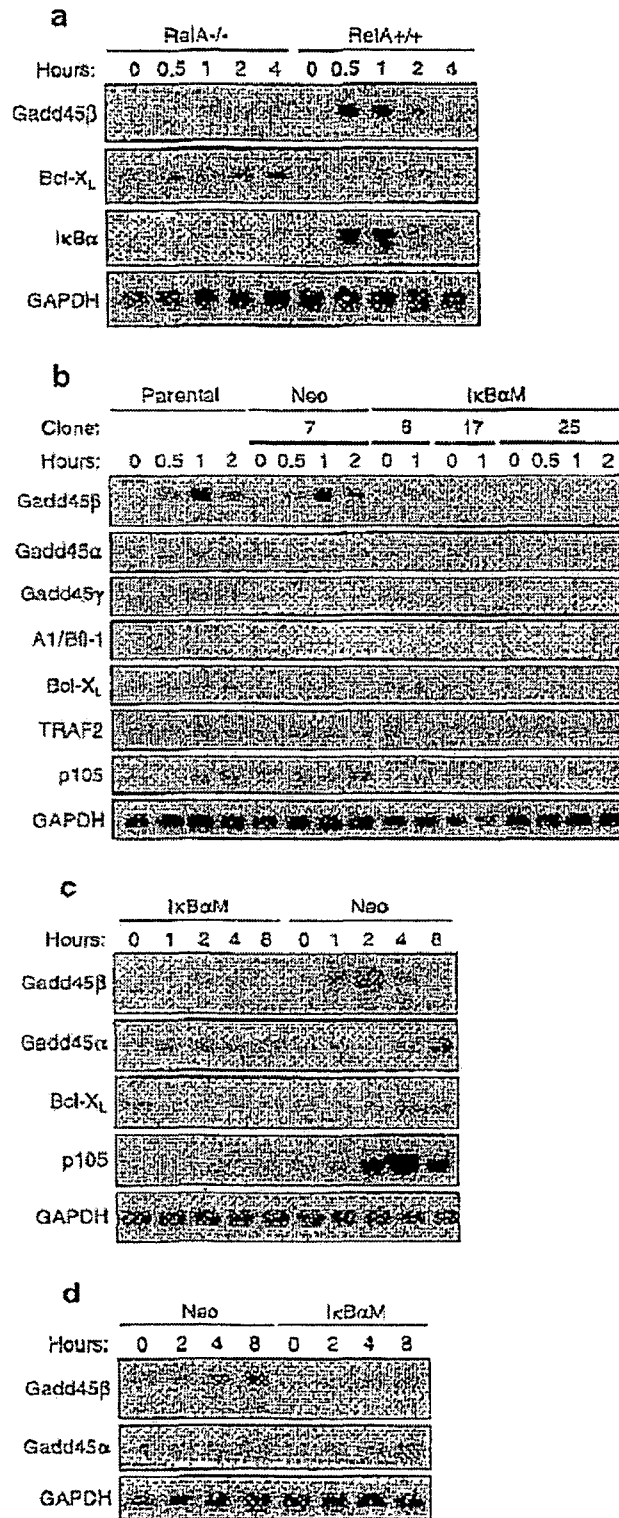 a
RelA-/- RelA+/+
Hours: 0 0.5 1 2 4 0 0.5 1 2 4
Gadd45β
Bcl-XL
IκBα
GAPDH
b
Parental Neo IκBαM
Clone: 7 8 17 25
Hours: 0 0.5 1 2 0 0.5 1 2 0 1 0 1 0 0.5 1 2
Gadd45β
Gadd45α
Gadd45γ
A1/Bfl-1
Bcl-XL
TRAF2
p105
GAPDH
c
IκBαM Neo
Hours: 0 1 2 4 8 0 1 2 4 8
Gadd45β
Gadd45α
Bcl-XL
p105
GAPDH
d
Neo IκBαM
Hours: 0 2 4 8 0 2 4 8
Gadd45β
Gadd45α
GAPDH